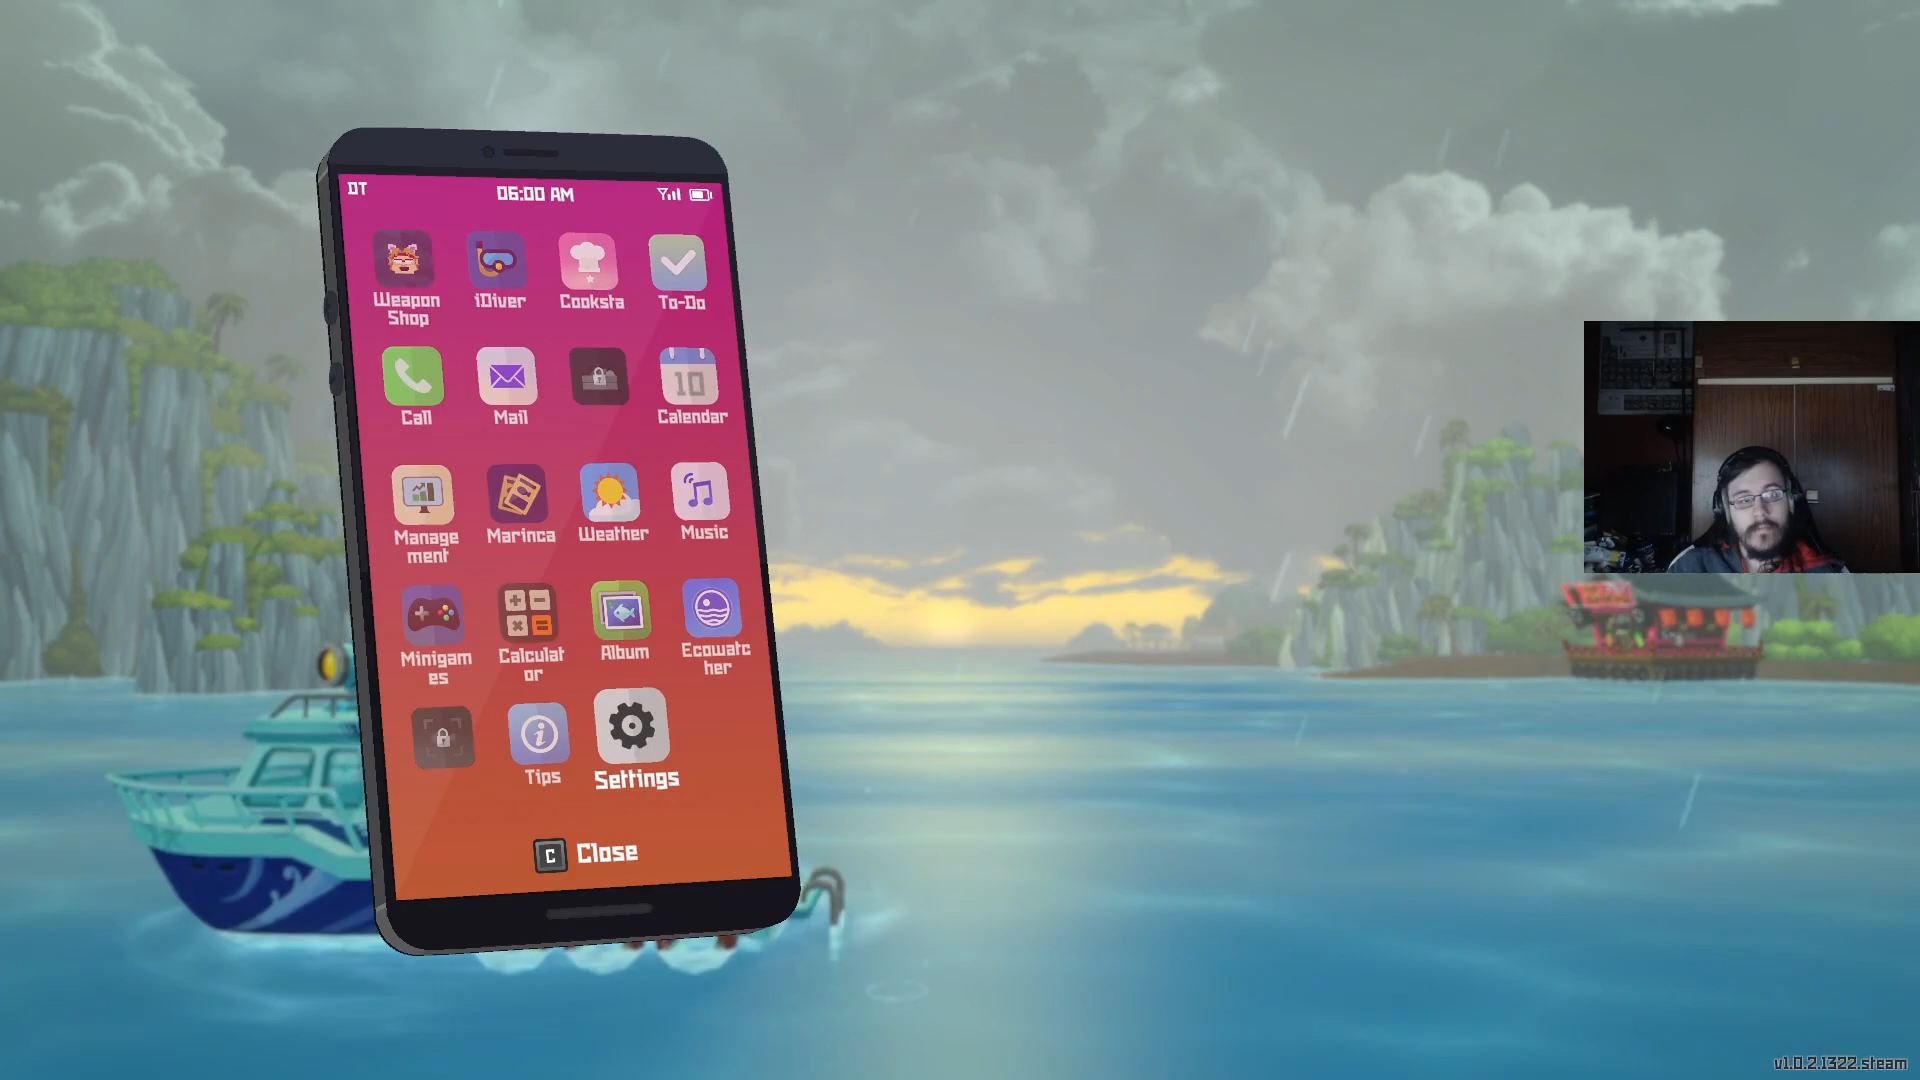 DT
06:00 AM
Weapon
Shop
iDiver
Cooksta
To-Do
Call
Mail
10
Calendar
Manage
ment
Marinca
Weather
Music
Minigam
es
Calculat
or
Album
Ecowatc
her
Tips
Settings
C Close
v1.0.2.1322.steam